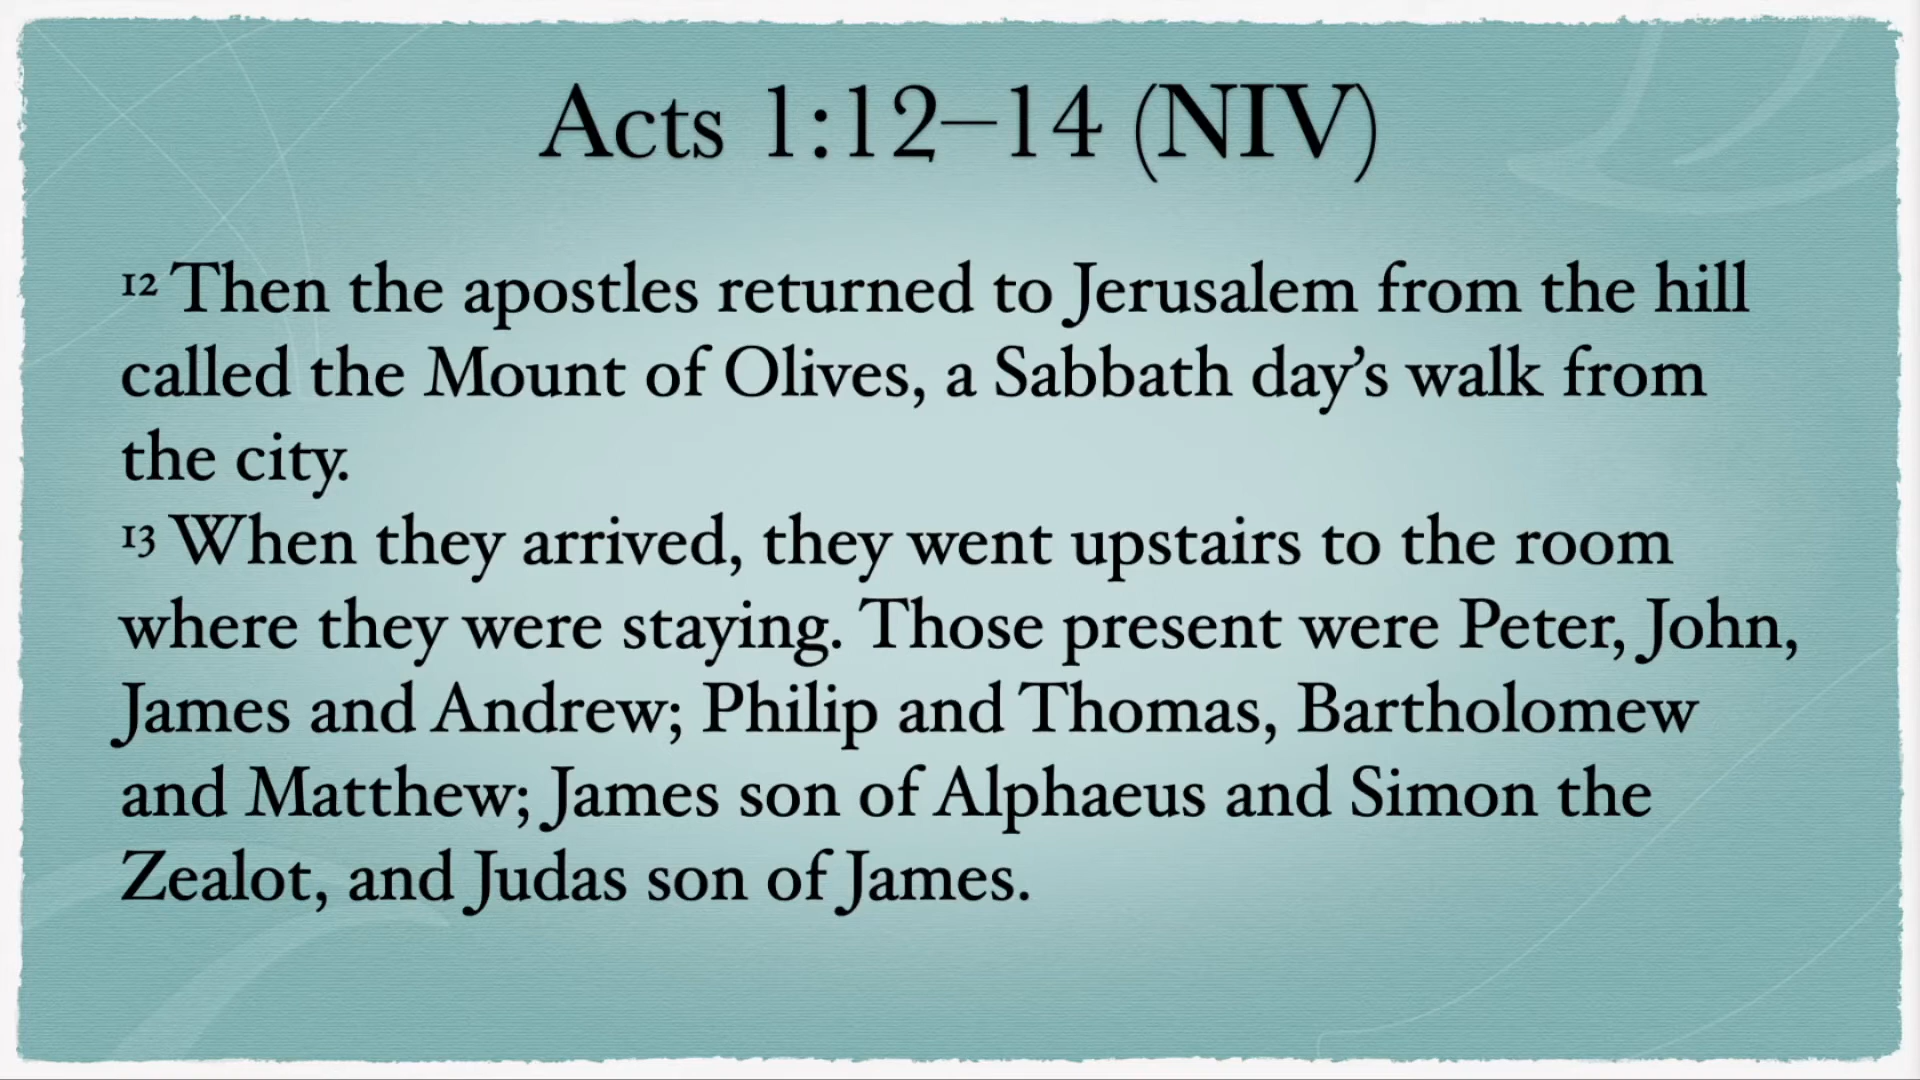 Acts 1:12–14 (NIV)
12 Then the apostles returned to Jerusalem from the hill
called the Mount of Olives, a Sabbath day’s walk from
the city.
13 When they arrived, they went upstairs to the room
where they were staying. Those present were Peter, John,
James and Andrew; Philip and Thomas, Bartholomew
and Matthew; James son of Alphaeus and Simon the
Zealot, and Judas son of James.